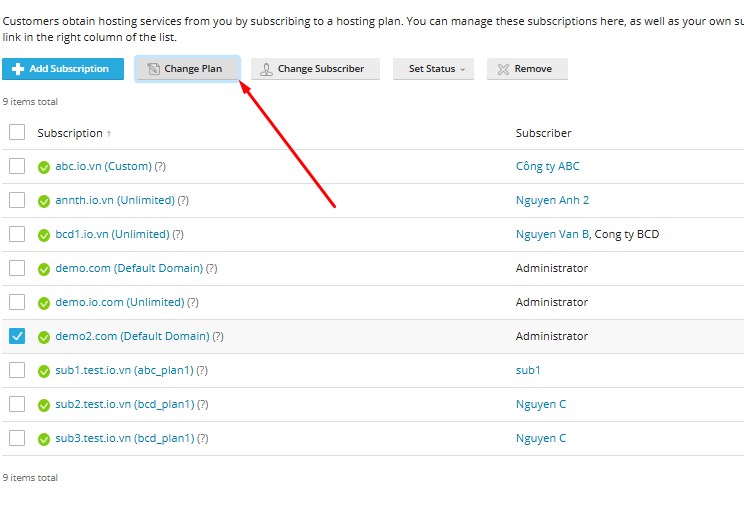 Customers obtain hosting services from you by subscribing to a hosting plan. You can manage these subscriptions here, as well as your own
link in the right column of the list.
Add Subscription Change Plan Change Subscriber Set Status Remove
9 items total
Subscription ↑ Subscriber
abc.io.vn (Custom) (?) Công ty ABC
annth.io.vn (Unlimited) (?) Nguyen Anh 2
bcd1.io.vn (Unlimited) (?) Nguyen Van B, Cong ty BCD
demo.com (Default Domain) (?) Administrator
demo.io.com (Unlimited) (?) Administrator
demo2.com (Default Domain) (?) Administrator
sub1.test.io.vn (abc_plan1) (?) sub1
sub2.test.io.vn (bcd_plan1) (?) Nguyen C
sub3.test.io.vn (bcd_plan1) (?) Nguyen C
9 items total